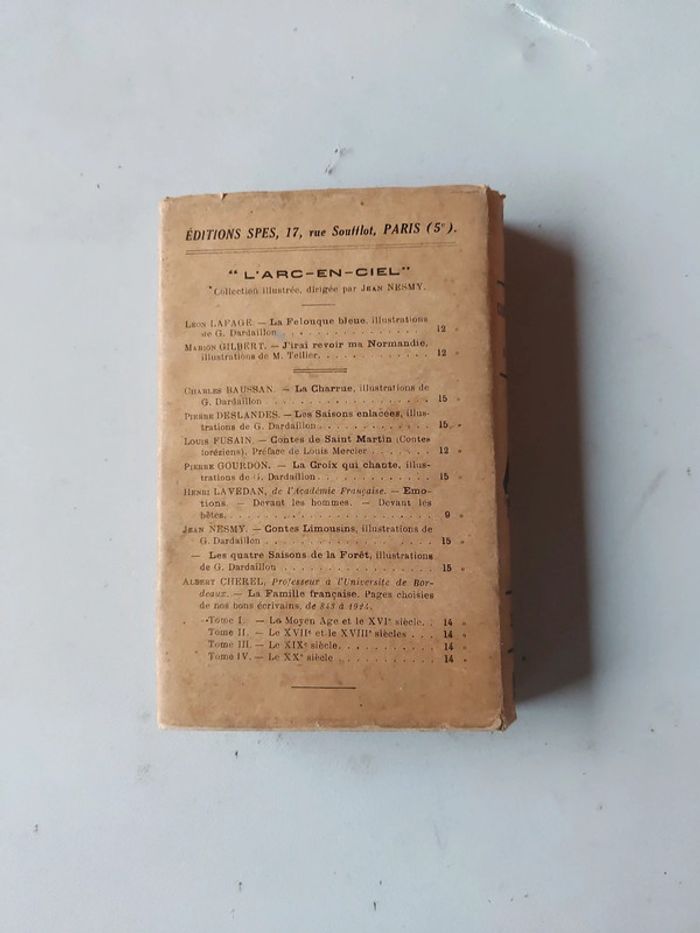 ÉDITIONS SPES, 17, rue Soufflot, PARIS (5e).
“ L'ARC-EN-CIEL”
Collection illustrée, dirigée par JEAN NESMY.
LÉON LAFAGE. — La Felouque bleue, illustrations
de G. Dardaillon . . . . . . . . . . . . . . . . 12 »
MARION GILBERT. — J'irai revoir ma Normandie,
illustrations de M. Tellier. . . . . . . . . . . . 12 »
CHARLES BAUSSAN. — La Charrue, illustrations de
G. Dardaillon . . . . . . . . . . . . . . . . . . 15 »
PIERRE DESLANDES. — Les Saisons enlacées, illus-
trations de G. Dardaillon . . . . . . . . . . . . 15 »
LOUIS FUSAIN. — Contes de Saint Martin (Contes
foréziens). Préface de Louis Mercier . . . . . . . 12 »
PIERRE GOURDON. — La Croix qui chante, illus-
trations de G. Dardaillon . . . . . . . . . . . . 15 »
HENRI LAVEDAN, de l'Académie Française. — Emo-
tions. — Devant les hommes. — Devant les
bêtes. . . . . . . . . . . . . . . . . . . . . . 9 »
JEAN NESMY. — Contes Limousins, illustrations de
G. Dardaillon . . . . . . . . . . . . . . . . . . 15 »
— Les quatre Saisons de la Forêt, illustrations
de G. Dardaillon . . . . . . . . . . . . . . . . 15 »
ALBERT CHEREL, Professeur à l'Université de Bor-
deaux. — La Famille française. Pages choisies
de nos bons écrivains, de 843 à 1924.
Tome I. — Le Moyen Age et le XVIe siècle. . 14 »
Tome II. — Le XVIIe et le XVIIIe siècles . . . 14 »
Tome III. — Le XIXe siècle. . . . . . . . . . . 14 »
Tome IV. — Le XXe siècle . . . . . . . . . . . 14 »